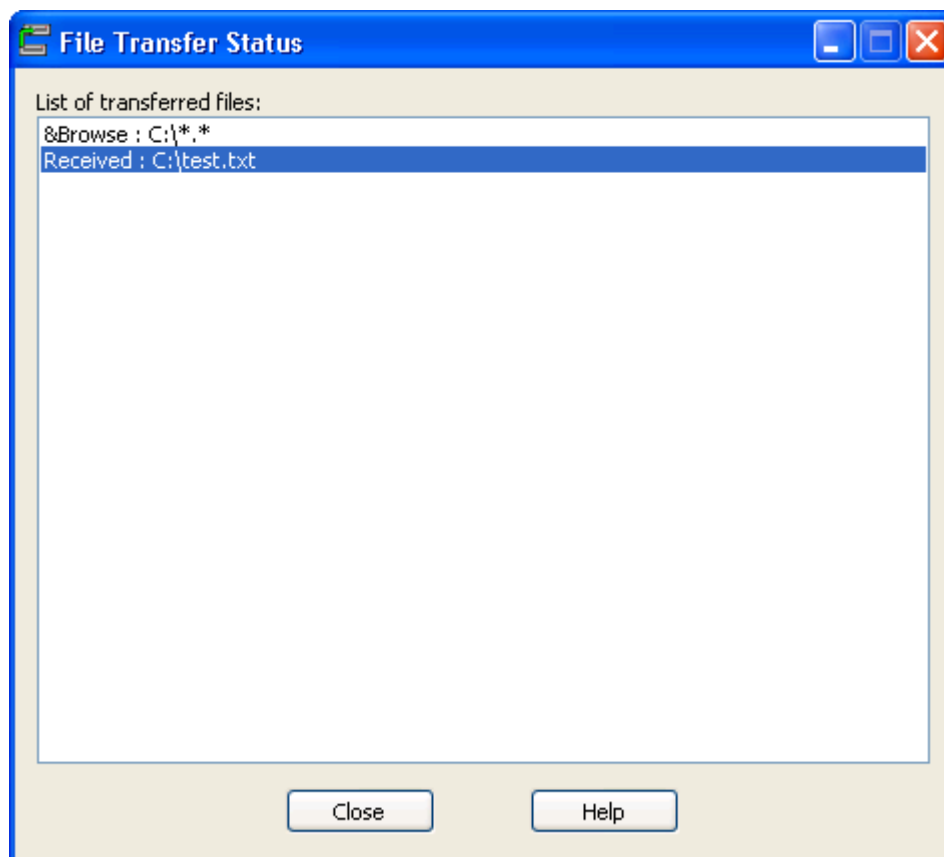 File Transfer Status
List of transferred files:
&Browse : C:\*.*
Received : C:\test.txt
Close Help